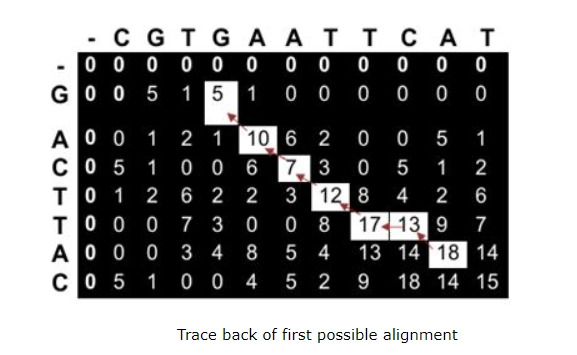 - C G T G A A T T C A T
- 0 0 0 0 0 0 0 0 0 0 0 0
G 0 0 5 1 5 1 0 0 0 0 0 0
A 0 0 1 2 1 10 6 2 0 0 5 1
C 0 5 1 0 0 6 7 3 0 5 1 2
T 0 1 2 6 2 2 3 12 8 4 2 6
T 0 0 0 7 3 0 0 8 17 13 9 7
A 0 0 0 3 4 8 5 4 13 14 18 14
C 0 5 1 0 0 4 5 2 9 18 14 15
Trace back of first possible alignment